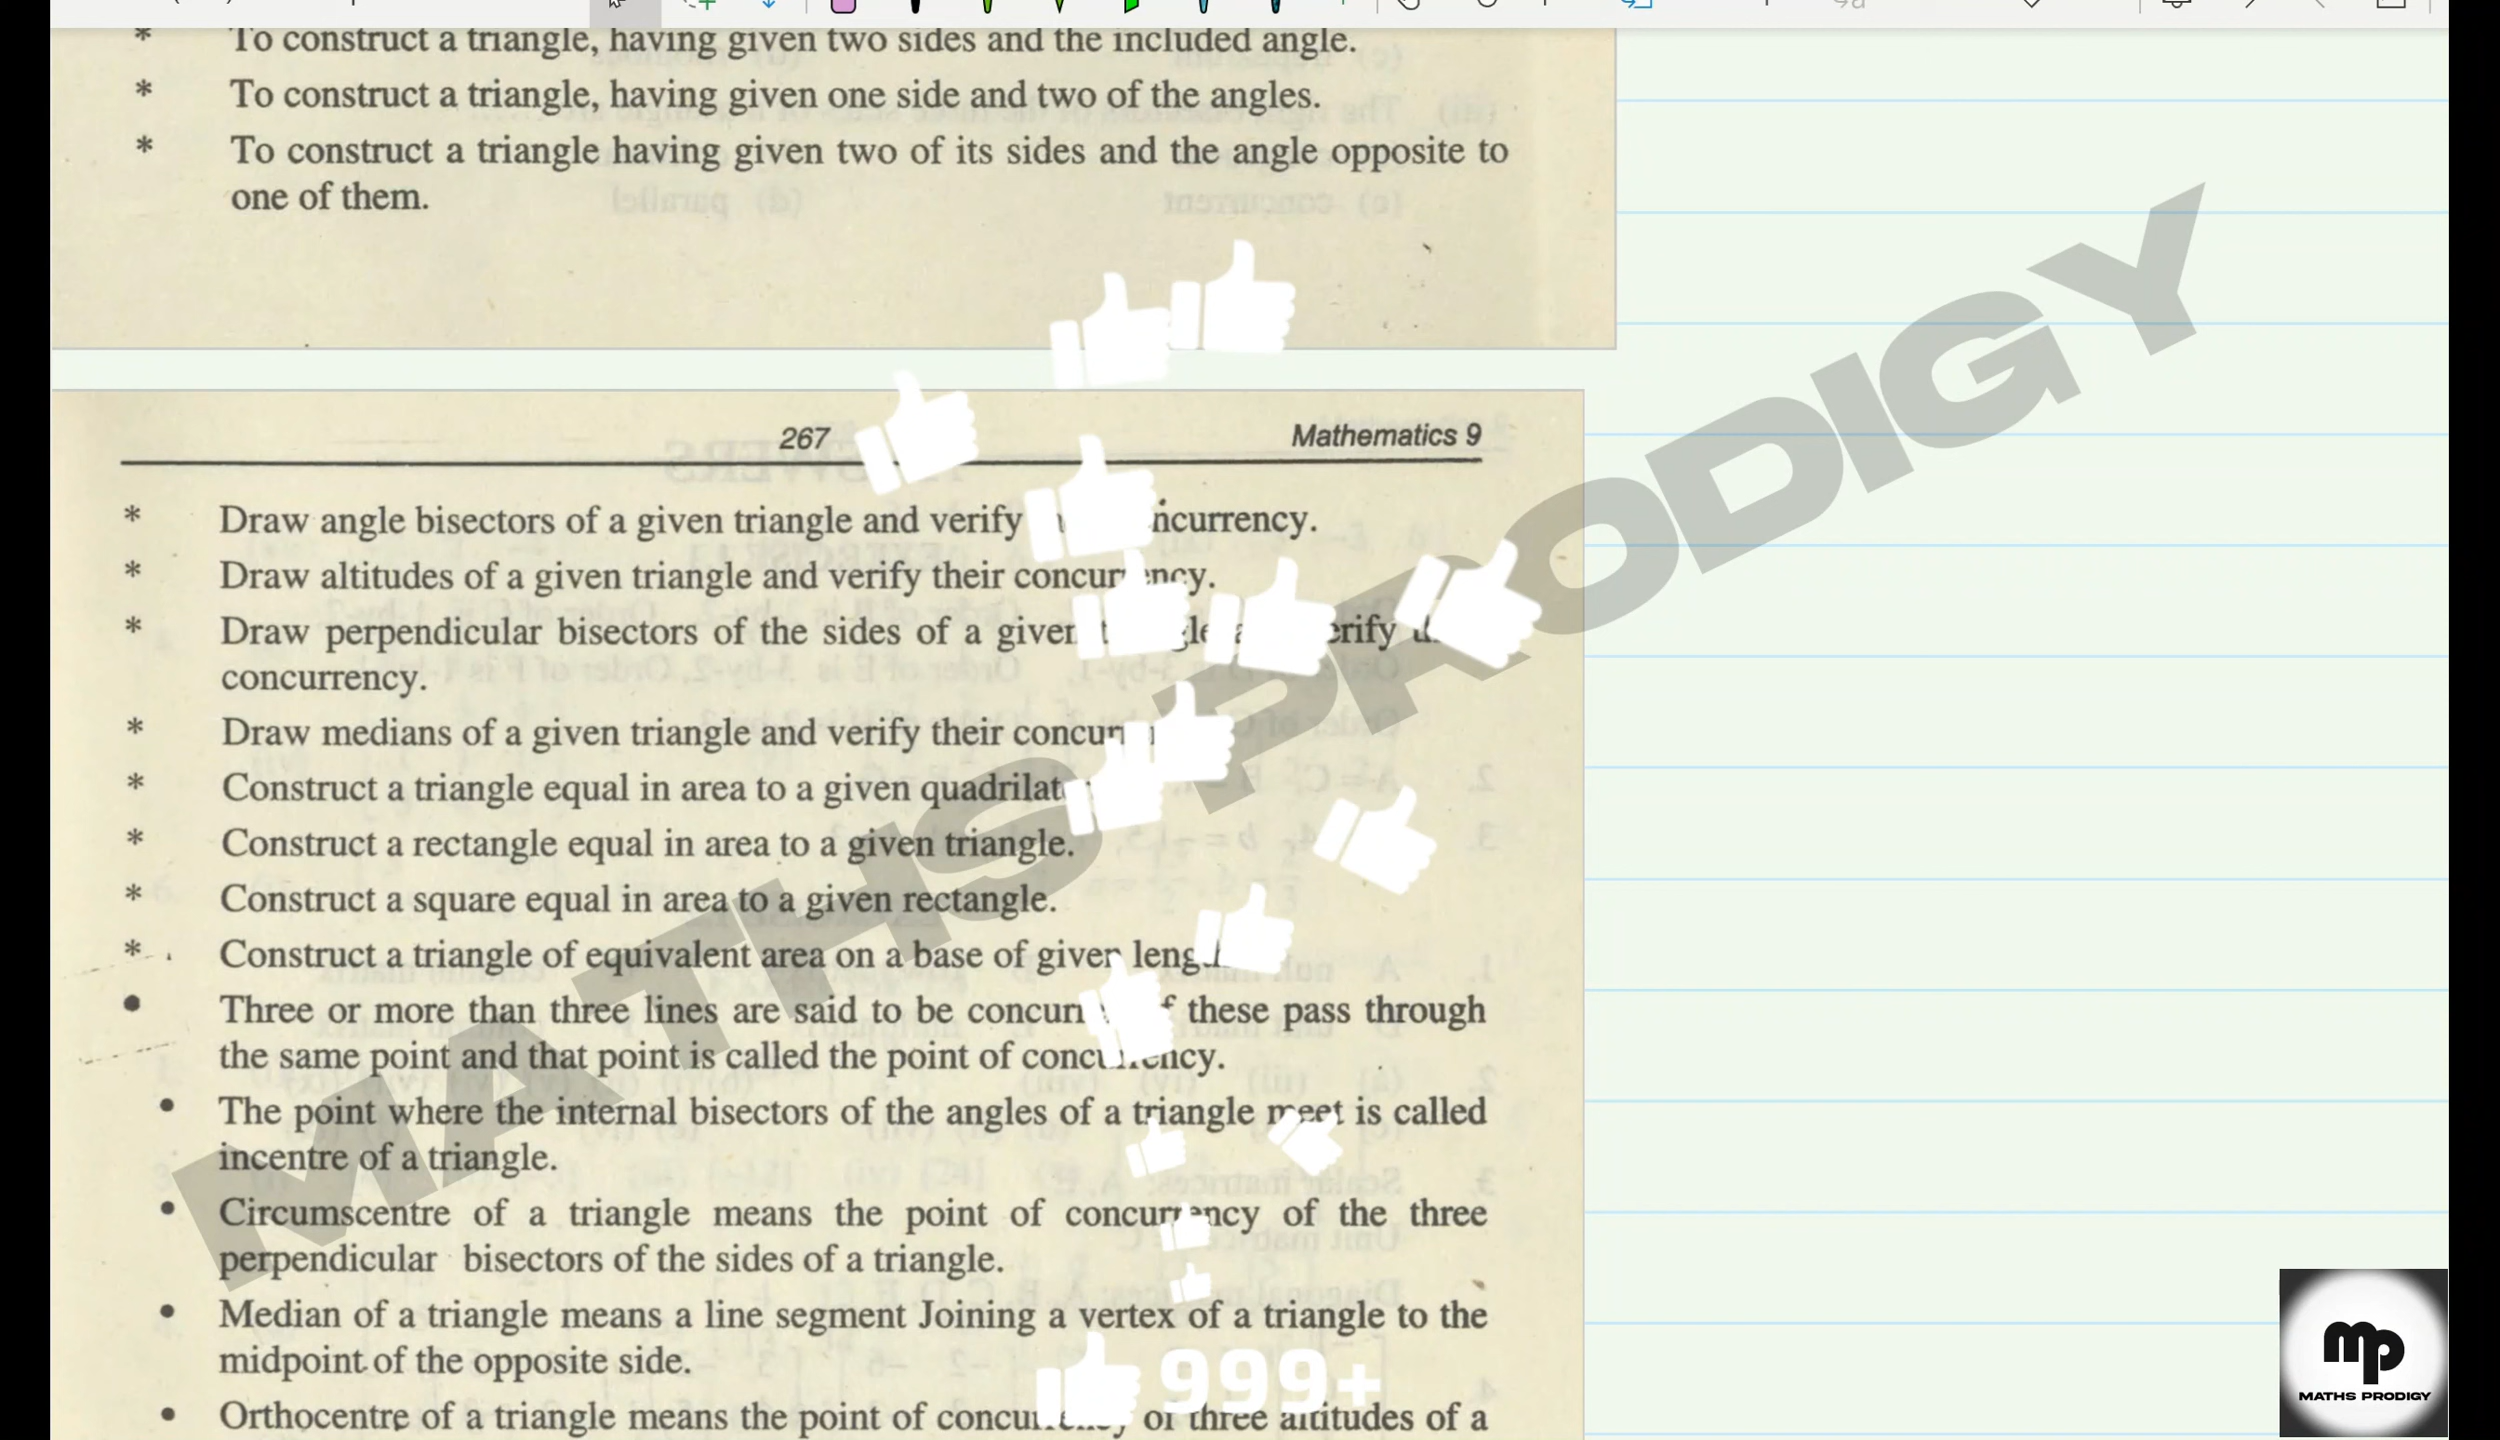 * To construct a triangle, having given two sides and the included angle.
* To construct a triangle, having given one side and two of the angles.
* To construct a triangle having given two of its sides and the angle opposite to
one of them.
267 Mathematics 9
* Draw angle bisectors of a given triangle and verify
* Draw altitudes of a given triangle and verify their concurrency.
* Draw perpendicular bisectors of the sides of a given
concurrency.
* Draw medians of a given triangle and verify their
* Construct a triangle equal in area to a given
* Construct a rectangle equal in area to a given triangle.
* Construct a square equal in area to a given rectangle.
* Construct a triangle of equivalent area on a base of given
• Three or more than three lines are said to be these pass through
the same point and that point is called the point of concurrency.
• The point where the internal bisectors of the angles of a triangle meet is called
incentre of a triangle.
• Circumscentre of a triangle means the point of concurrency of the three
perpendicular bisectors of the sides of a triangle.
• Median of a triangle means a line segment Joining a vertex of a triangle to the
midpoint of the opposite side.
• Orthocentre of a triangle means the point of concurrency of three altitudes of a
999+
MATHS PRODIGY
mp
MATHS PRODIGY